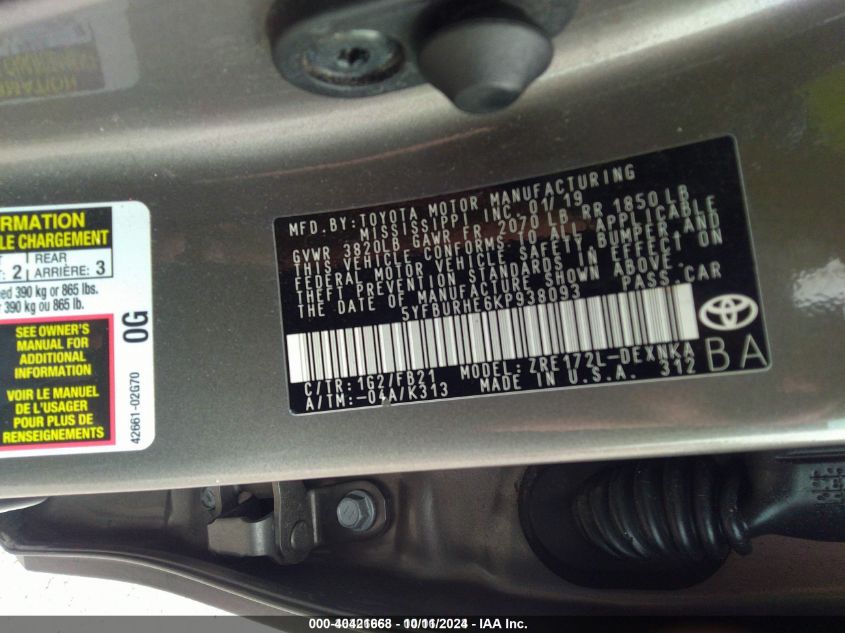 RMATION
LE CHARGEMENT
2 REAR
ARRIÈRE: 3
eed 390 kg or 865 lbs.
390 kg or 865 lb.
SEE OWNER'S
MANUAL FOR
ADDITIONAL
INFORMATION
VOIR LE MANUEL
DE L'USAGER
POUR PLUS DE
RENSEIGNEMENTS
0G
42661-02G70
MFD. BY: TOYOTA MOTOR MANUFACTURING
MISSISSIPPI INC. 01/19
GVWR 3820LB GAWR FR 2070 LB RR 1850 LB
THIS VEHICLE CONFORMS TO ALL APPLICABLE
FEDERAL MOTOR VEHICLE SAFETY, BUMPER AND
THEFT PREVENTION STANDARDS IN EFFECT ON
THE DATE OF MANUFACTURE SHOWN ABOVE.
5YFBURHE6KP938093 PASS.CAR
C/TR: 1G2/FB21 MODEL: ZRE172L-DEXNKA
A/TM:-04A/K313 MADE IN U.S.A. 312
BA
000-40421668 - 10/11/2024 - IAA Inc.